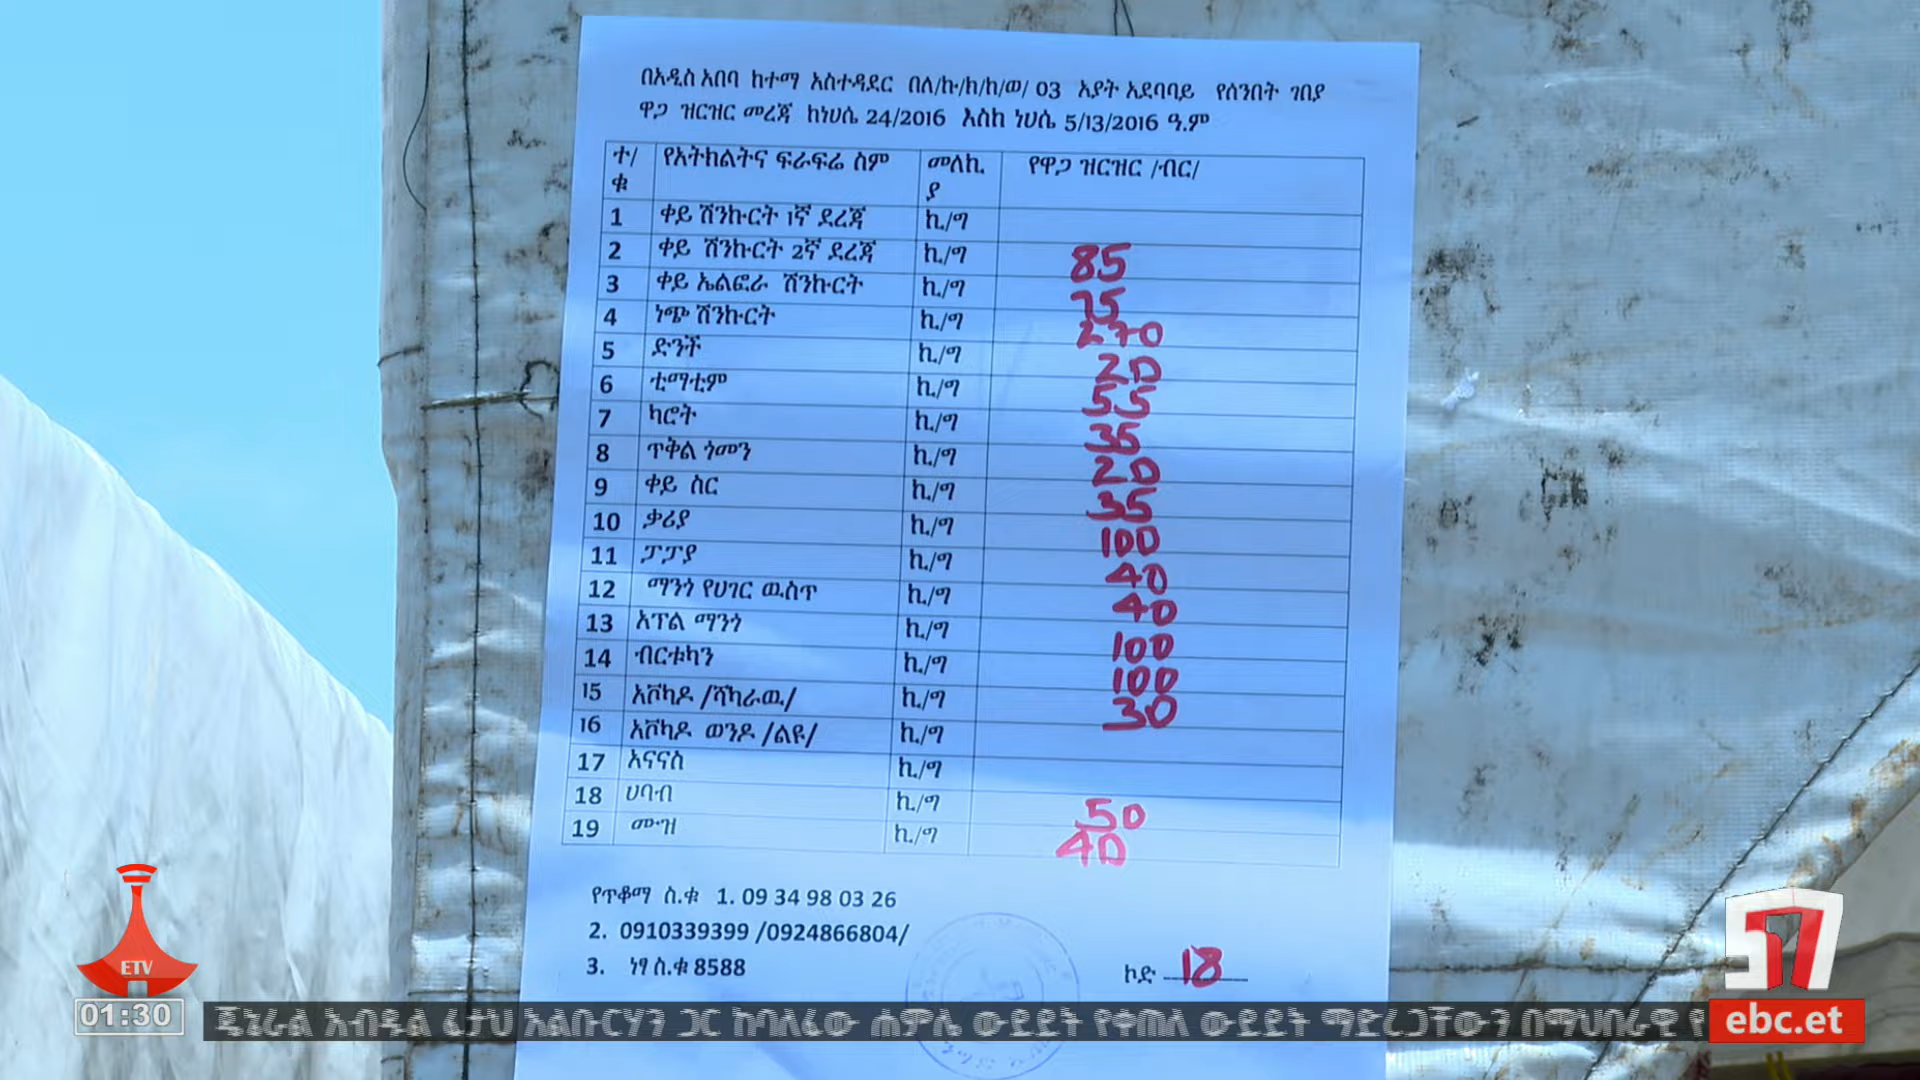 በአዲስ አበባ ከተማ አስተዳደር በለ/ኩ/ክ/ከ/ወ/ 03 አያት አደባባይ የሰንበት ገበያ
ዋጋ ዝርዝር መረጃ ከነሀሴ 24/2016 እስከ ነሀሴ 5/13/2016 ዓ.ም
ተ/ቁ የአትክልትና ፍራፍሬ ስም መለኪያ የዋጋ ዝርዝር /ብር/
1 ቀይ ሽንኩርት 1ኛ ደረጃ ኪ/ግ
2 ቀይ ሽንኩርት 2ኛ ደረጃ ኪ/ግ 85
3 ቀይ ኤልፎራ ሽንኩርት ኪ/ግ 75
4 ነጭ ሽንኩርት ኪ/ግ 270
5 ድንች ኪ/ግ 20
6 ቲማቲም ኪ/ግ 55
7 ካሮት ኪ/ግ 35
8 ጥቅል ጎመን ኪ/ግ 20
9 ቀይ ስር ኪ/ግ 35
10 ቃሪያ ኪ/ግ 100
11 ፓፓያ ኪ/ግ 40
12 ማንጎ የሀገር ዉስጥ ኪ/ግ 40
13 አፕል ማንጎ ኪ/ግ 100
14 ብርቱካን ኪ/ግ 100
15 አቮካዶ /ሻካራዉ/ ኪ/ግ 30
16 አቮካዶ ወንዶ /ልዩ/ ኪ/ግ
17 አናናስ ኪ/ግ
18 ሀባብ ኪ/ግ 50
19 ሙዝ ኪ/ግ 40
የጥቆማ ስ.ቁ 1. 09 34 98 03 26
2. 0910339399 /0924866804/
3. ነፃ ስ.ቁ 8588
ኮድ 18
ETV
01:30
57
ebc.et